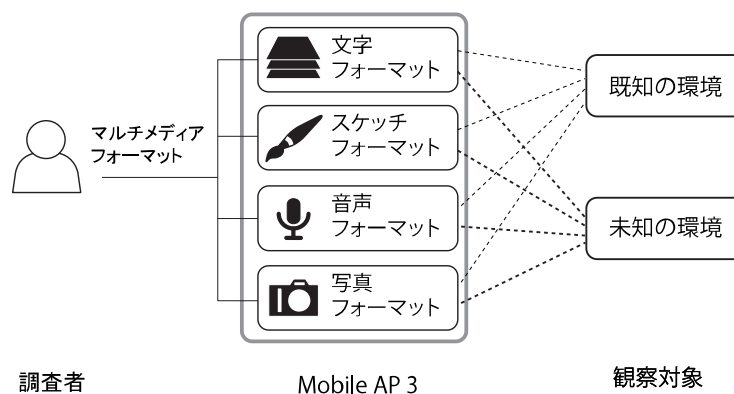 マルチメディア
フォーマット
文字
フォーマット
スケッチ
フォーマット
音声
フォーマット
写真
フォーマット
既知の環境
未知の環境
調査者
Mobile AP 3
観察対象